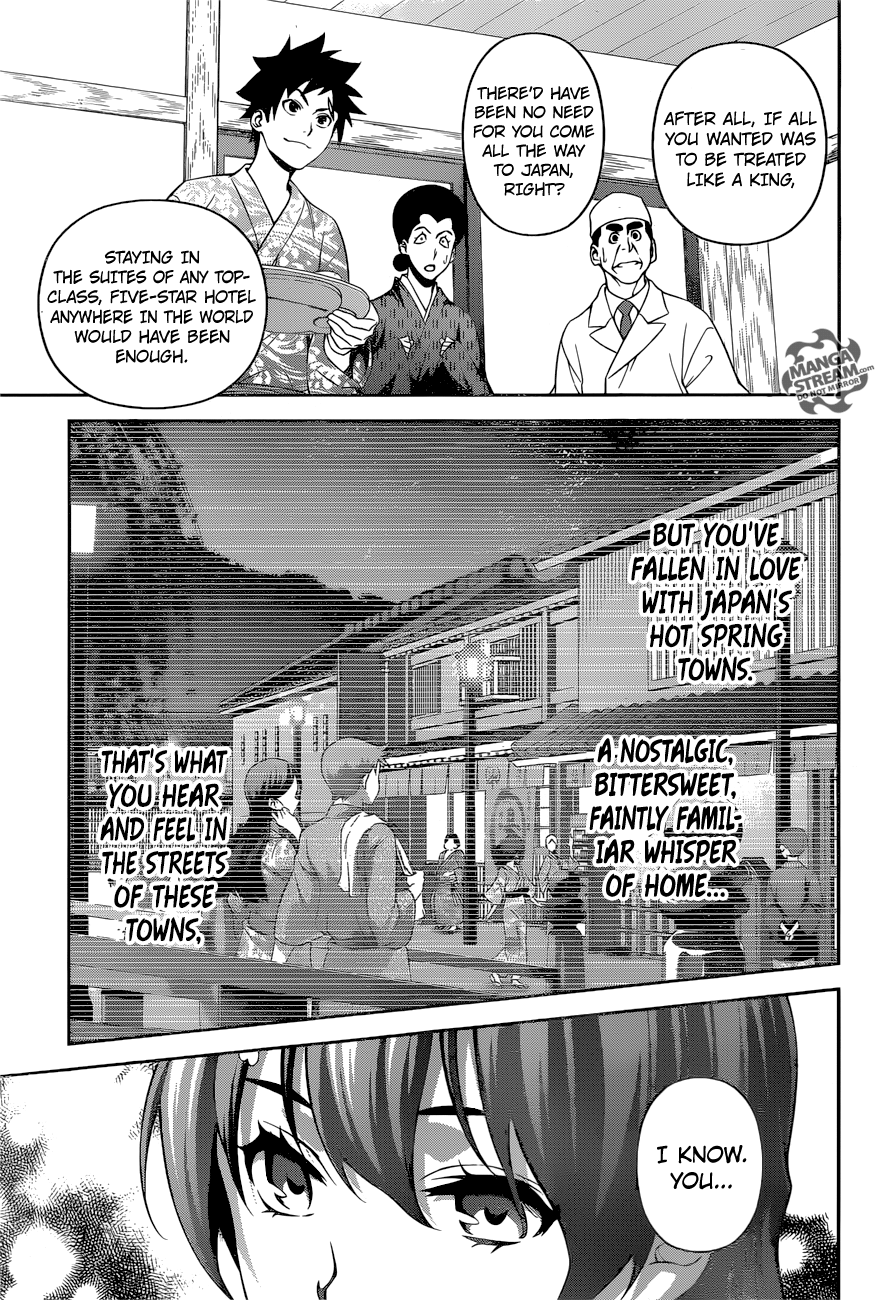 AFTER ALL, IF ALL
YOU WANTED WAS
TO BE TREATED
LIKE A KING,
THERE'D HAVE
BEEN NO NEED
FOR YOU COME
ALL THE WAY
TO JAPAN,
RIGHT?
STAYING IN
THE SUITES OF ANY TOP-
CLASS, FIVE-STAR HOTEL
ANYWHERE IN THE WORLD
WOULD HAVE BEEN
ENOUGH.
MANGA
STREAM.com
DO NOT MIRROR
BUT YOU'VE
FALLEN IN LOVE
WITH JAPAN'S
HOT SPRING
TOWNS.
A NOSTALGIC,
BITTERSWEET,
FAINTLY FAMIL-
IAR WHISPER
OF HOME...
THAT'S WHAT
YOU HEAR
AND FEEL IN
THE STREETS
OF THESE
TOWNS.
I KNOW.
YOU...